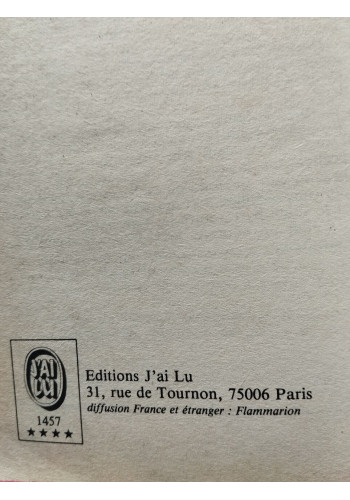 J'AI
LU
1457
★★★★
Editions J'ai Lu
31, rue de Tournon, 75006 Paris
diffusion France et étranger : Flammarion